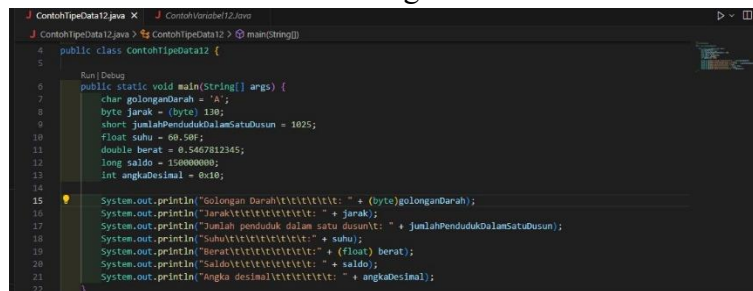 ContohTipeData12.java X ContohVariabel12.Java
ContohTipeData12.java > ContohTipeData12 > main(String[])
4 public class ContohTipeData12 {
5
Run | Debug
6 public static void main(String[] args) {
7 char golonganDarah = 'A';
8 byte jarak = (byte) 130;
9 short jumlahPendudukDalamSatuDusun = 1025;
10 float suhu = 60.50F;
11 double berat = 0.5467812345;
12 long saldo = 150000000;
13 int angkaDesimal = 0x10;
14
15 System.out.println("Golongan Darah\t\t\t\t\t\t: " + (byte)golonganDarah);
16 System.out.println("Jarak\t\t\t\t\t\t\t\t: " + jarak);
17 System.out.println("Jumlah penduduk dalam satu dusun\t: " + jumlahPendudukDalamSatuDusun);
18 System.out.println("Suhu\t\t\t\t\t\t\t\t:" + suhu);
19 System.out.println("Berat\t\t\t\t\t\t\t\t:" + (float) berat);
20 System.out.println("Saldo\t\t\t\t\t\t\t\t: " + saldo);
21 System.out.println("Angka desimal\t\t\t\t\t\t: " + angkaDesimal);
22 }